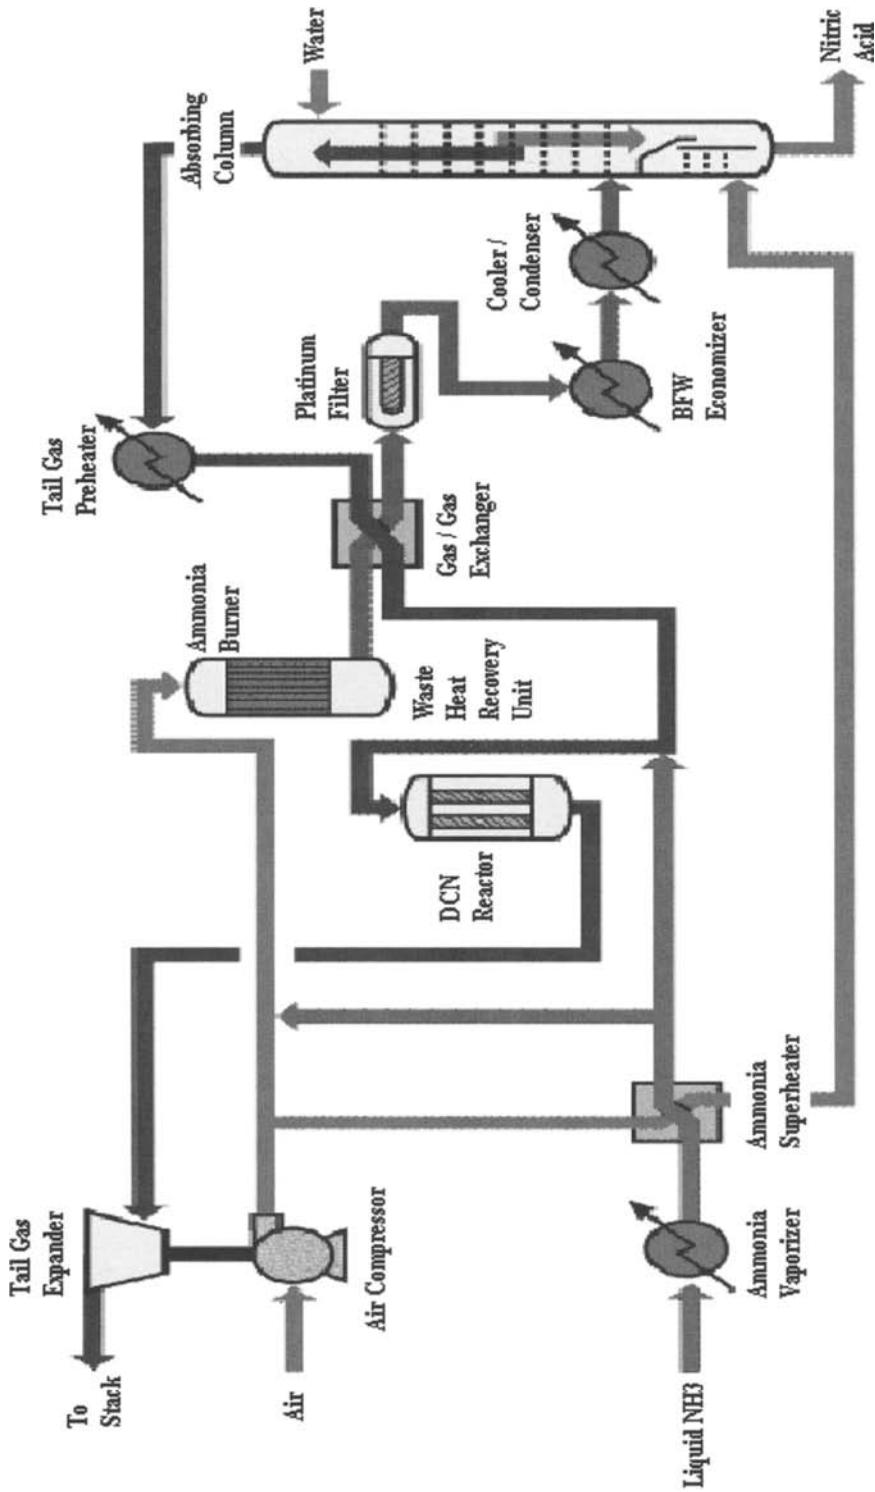 Water
Nitric
Acid
Absorbing
Column
Cooler /
Condenser
Platinum
Filter
BFW
Economizer
Tail Gas
Preheater
Gas / Gas
Exchanger
Ammonia
Burner
Waste
Heat
Recovery
Unit
DCN
Reactor
Ammonia
Superheater
Tail Gas
Expander
Air Compressor
Ammonia
Vaporizer
To
Stack
Air
Liquid NH3